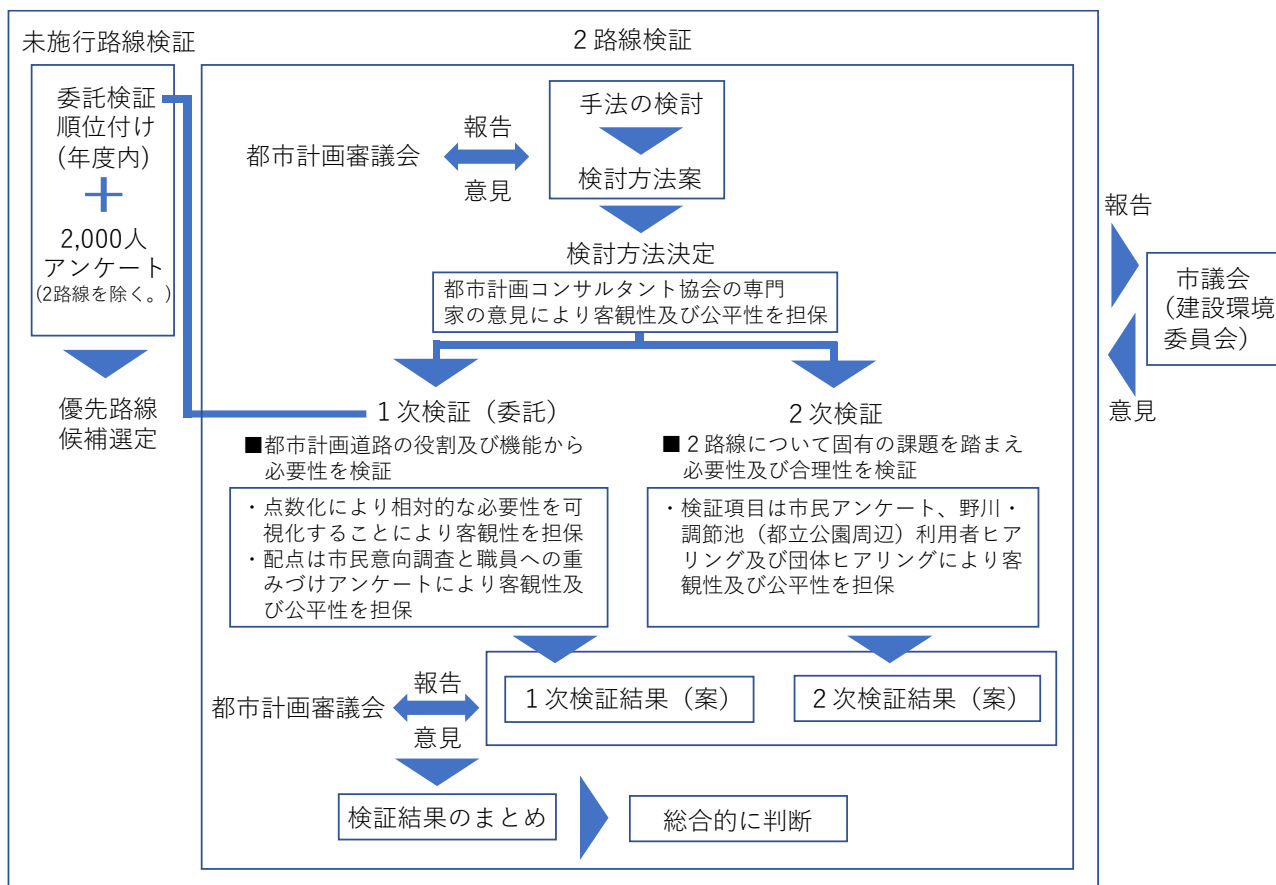 未施行路線検証
委託検証
順位付け
(年度内)
2,000人
アンケート
(2路線を除く。)
優先路線
候補選定
2路線検証
手法の検討
検討方法案
都市計画審議会
報告
意見
検討方法決定
都市計画コンサルタント協会の専門
家の意見により客観性及び公平性を担保
1次検証（委託）
■都市計画道路の役割及び機能から
必要性を検証
・点数化により相対的な必要性を可
視化することにより客観性を担保
・配点は市民意向調査と職員への重
みづけアンケートにより客観性及
び公平性を担保
2次検証
■2路線について固有の課題を踏まえ
必要性及び合理性を検証
・検証項目は市民アンケート、野川・
調節池（都立公園周辺）利用者ヒア
リング及び団体ヒアリングにより客
観性及び公平性を担保
都市計画審議会
報告
意見
1次検証結果（案）
2次検証結果（案）
検証結果のまとめ
総合的に判断
報告
意見
市議会
（建設環境
委員会）